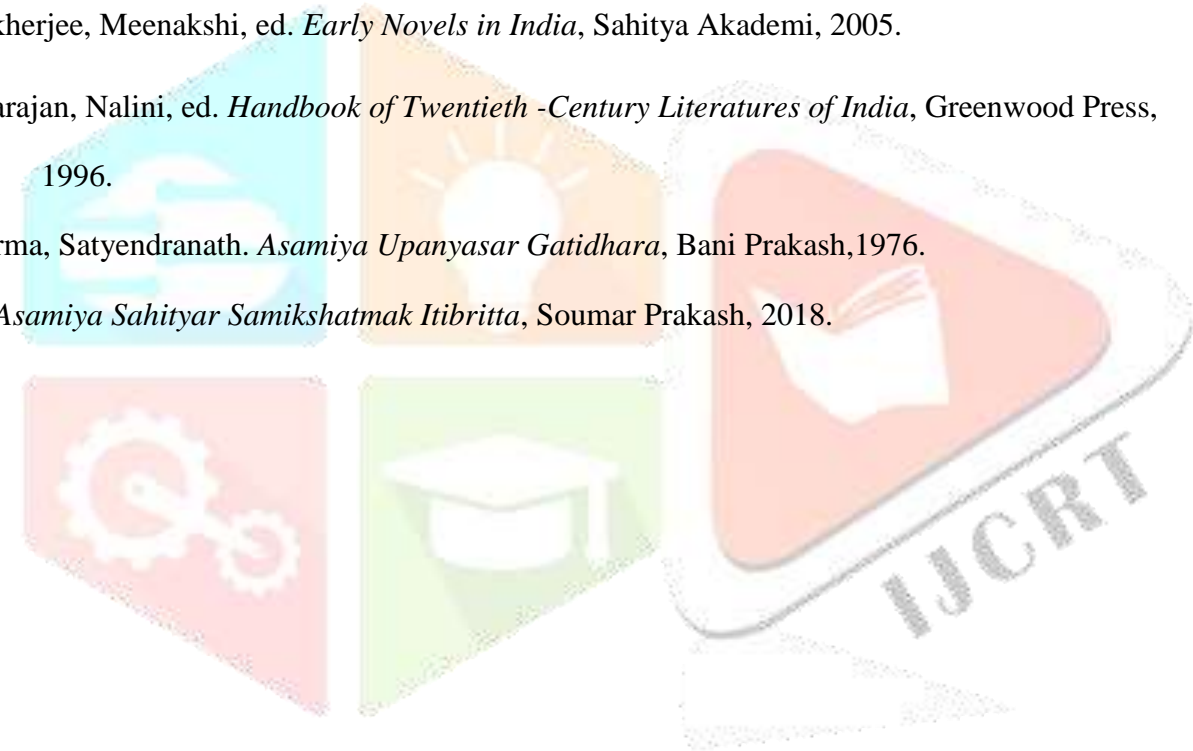 kherjee, Meenakshi, ed. Early Novels in India, Sahitya Akademi, 2005.
arajan, Nalini, ed. Handbook of Twentieth -Century Literatures of India, Greenwood Press,
1996.
rma, Satyendranath. Asamiya Upanyasar Gatidhara, Bani Prakash,1976.
Asamiya Sahityar Samikshatmak Itibritta, Soumar Prakash, 2018.
IJCRT